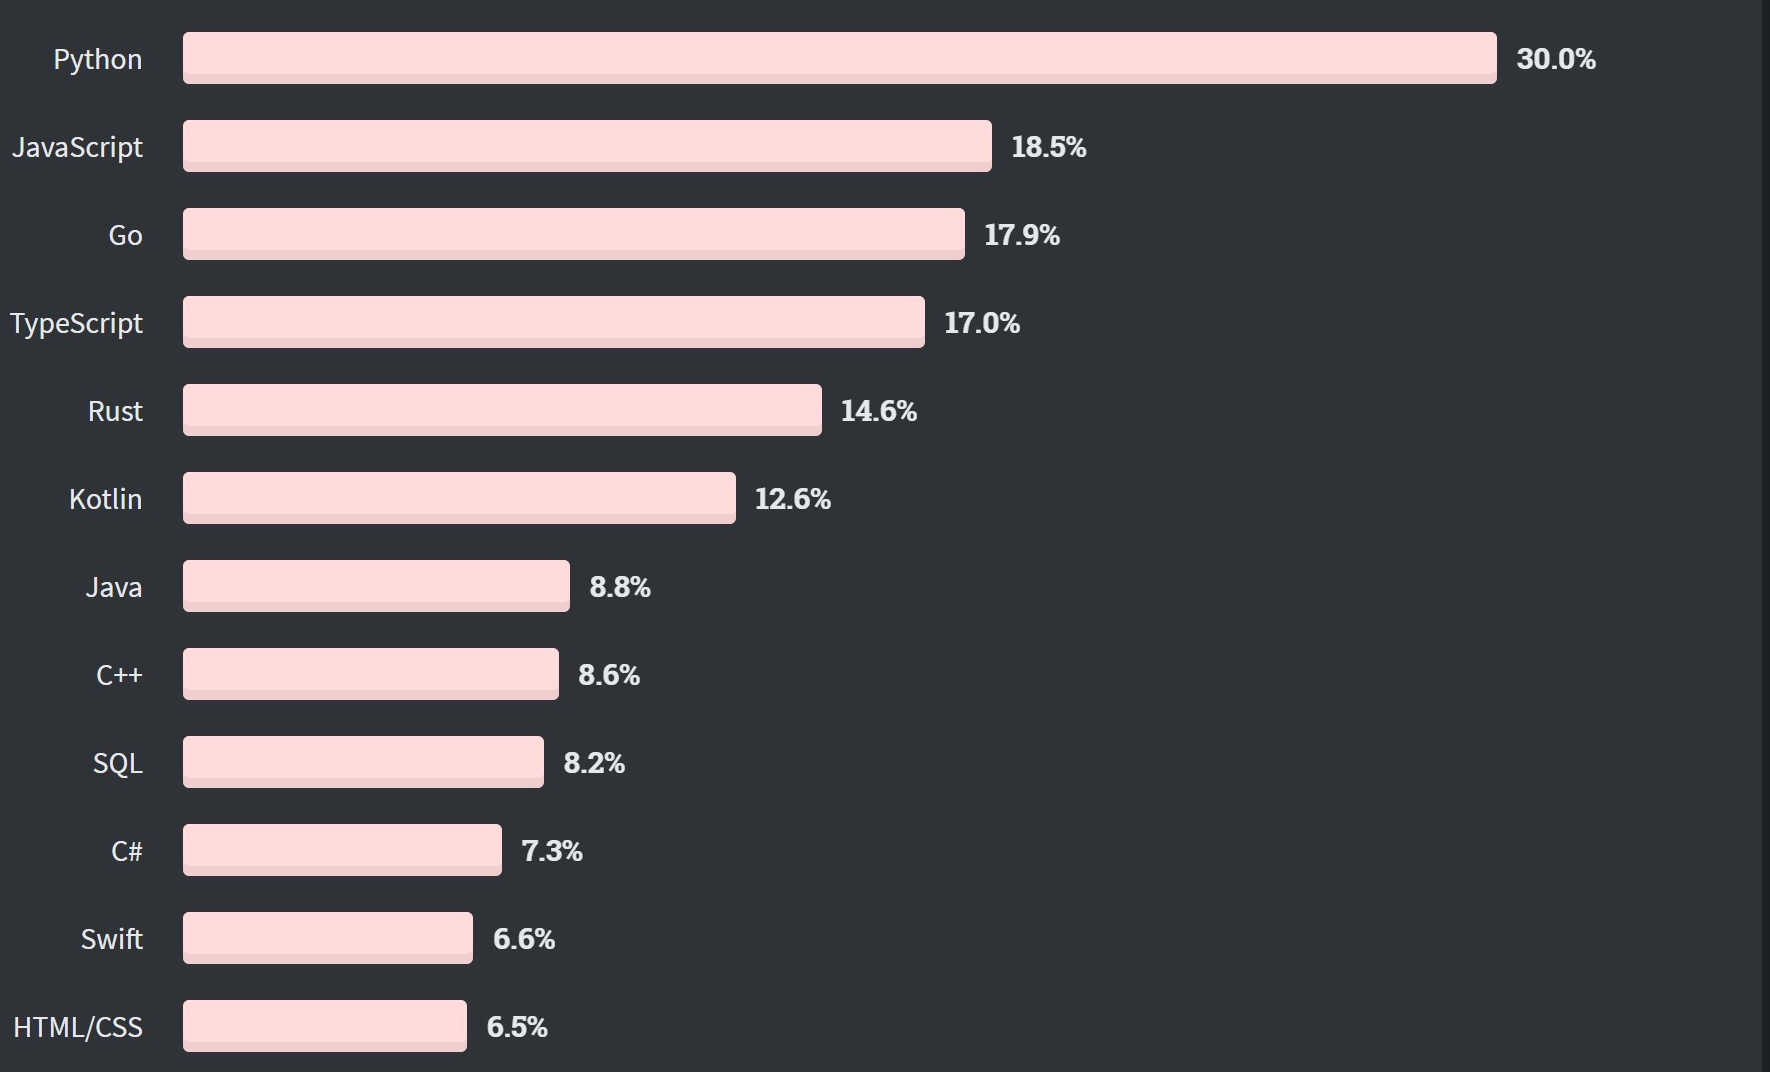 Python 30.0%
JavaScript 18.5%
Go 17.9%
TypeScript 17.0%
Rust 14.6%
Kotlin 12.6%
Java 8.8%
C++ 8.6%
SQL 8.2%
C# 7.3%
Swift 6.6%
HTML/CSS 6.5%